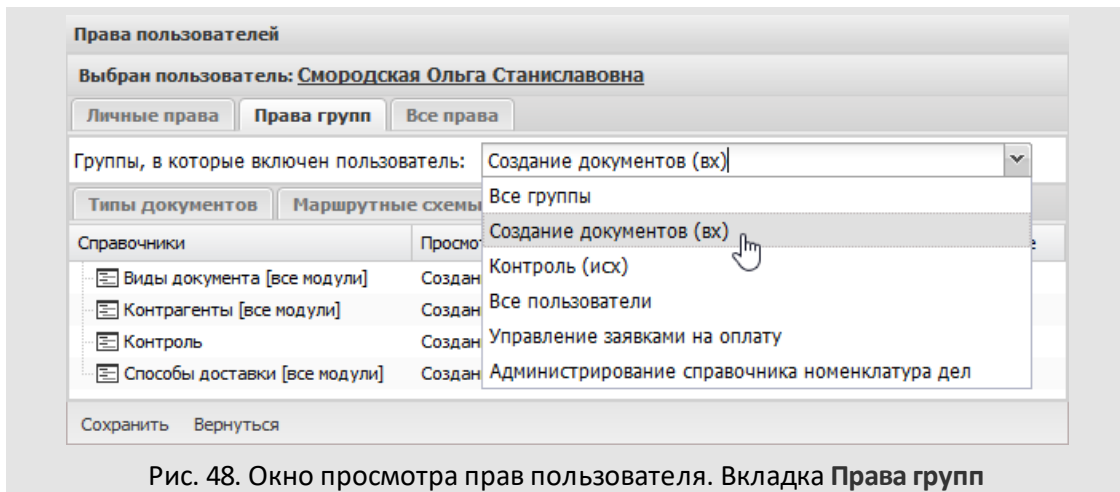 Права пользователей
Выбран пользователь: Смородская Ольга Станиславовна
Личные права Права групп Все права
Группы, в которые включен пользователь: Создание документов (вх)
Все группы
Создание документов (вх)
Контроль (исх)
Все пользователи
Управление заявками на оплату
Администрирование справочника номенклатура дел
Типы документов Маршрутные схемы
Справочники
Виды документа [все модули]
Контрагенты [все модули]
Контроль
Способы доставки [все модули]
Сохранить Вернуться
Рис. 48. Окно просмотра прав пользователя. Вкладка Права групп